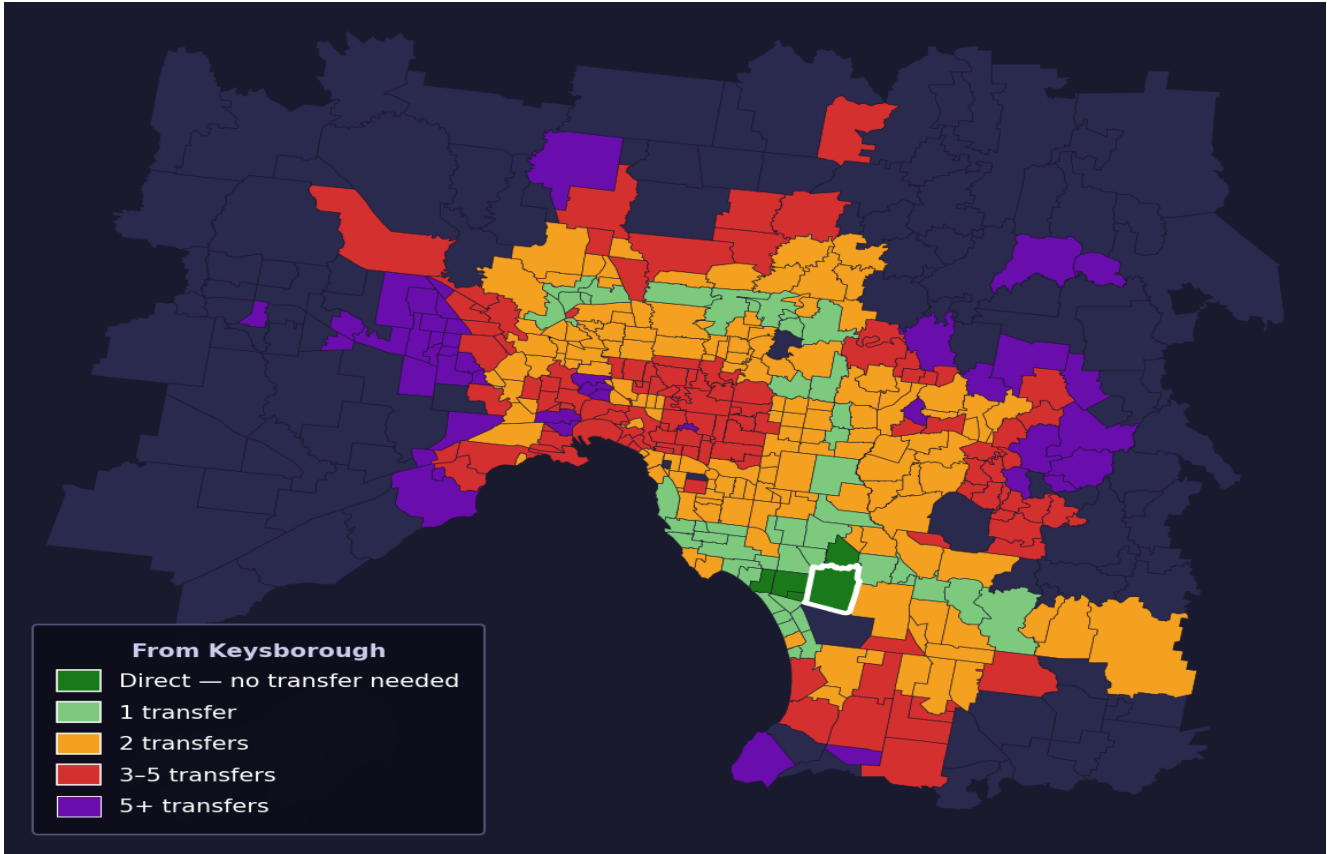 From Keysborough
Direct — no transfer needed
1 transfer
2 transfers
3–5 transfers
5+ transfers